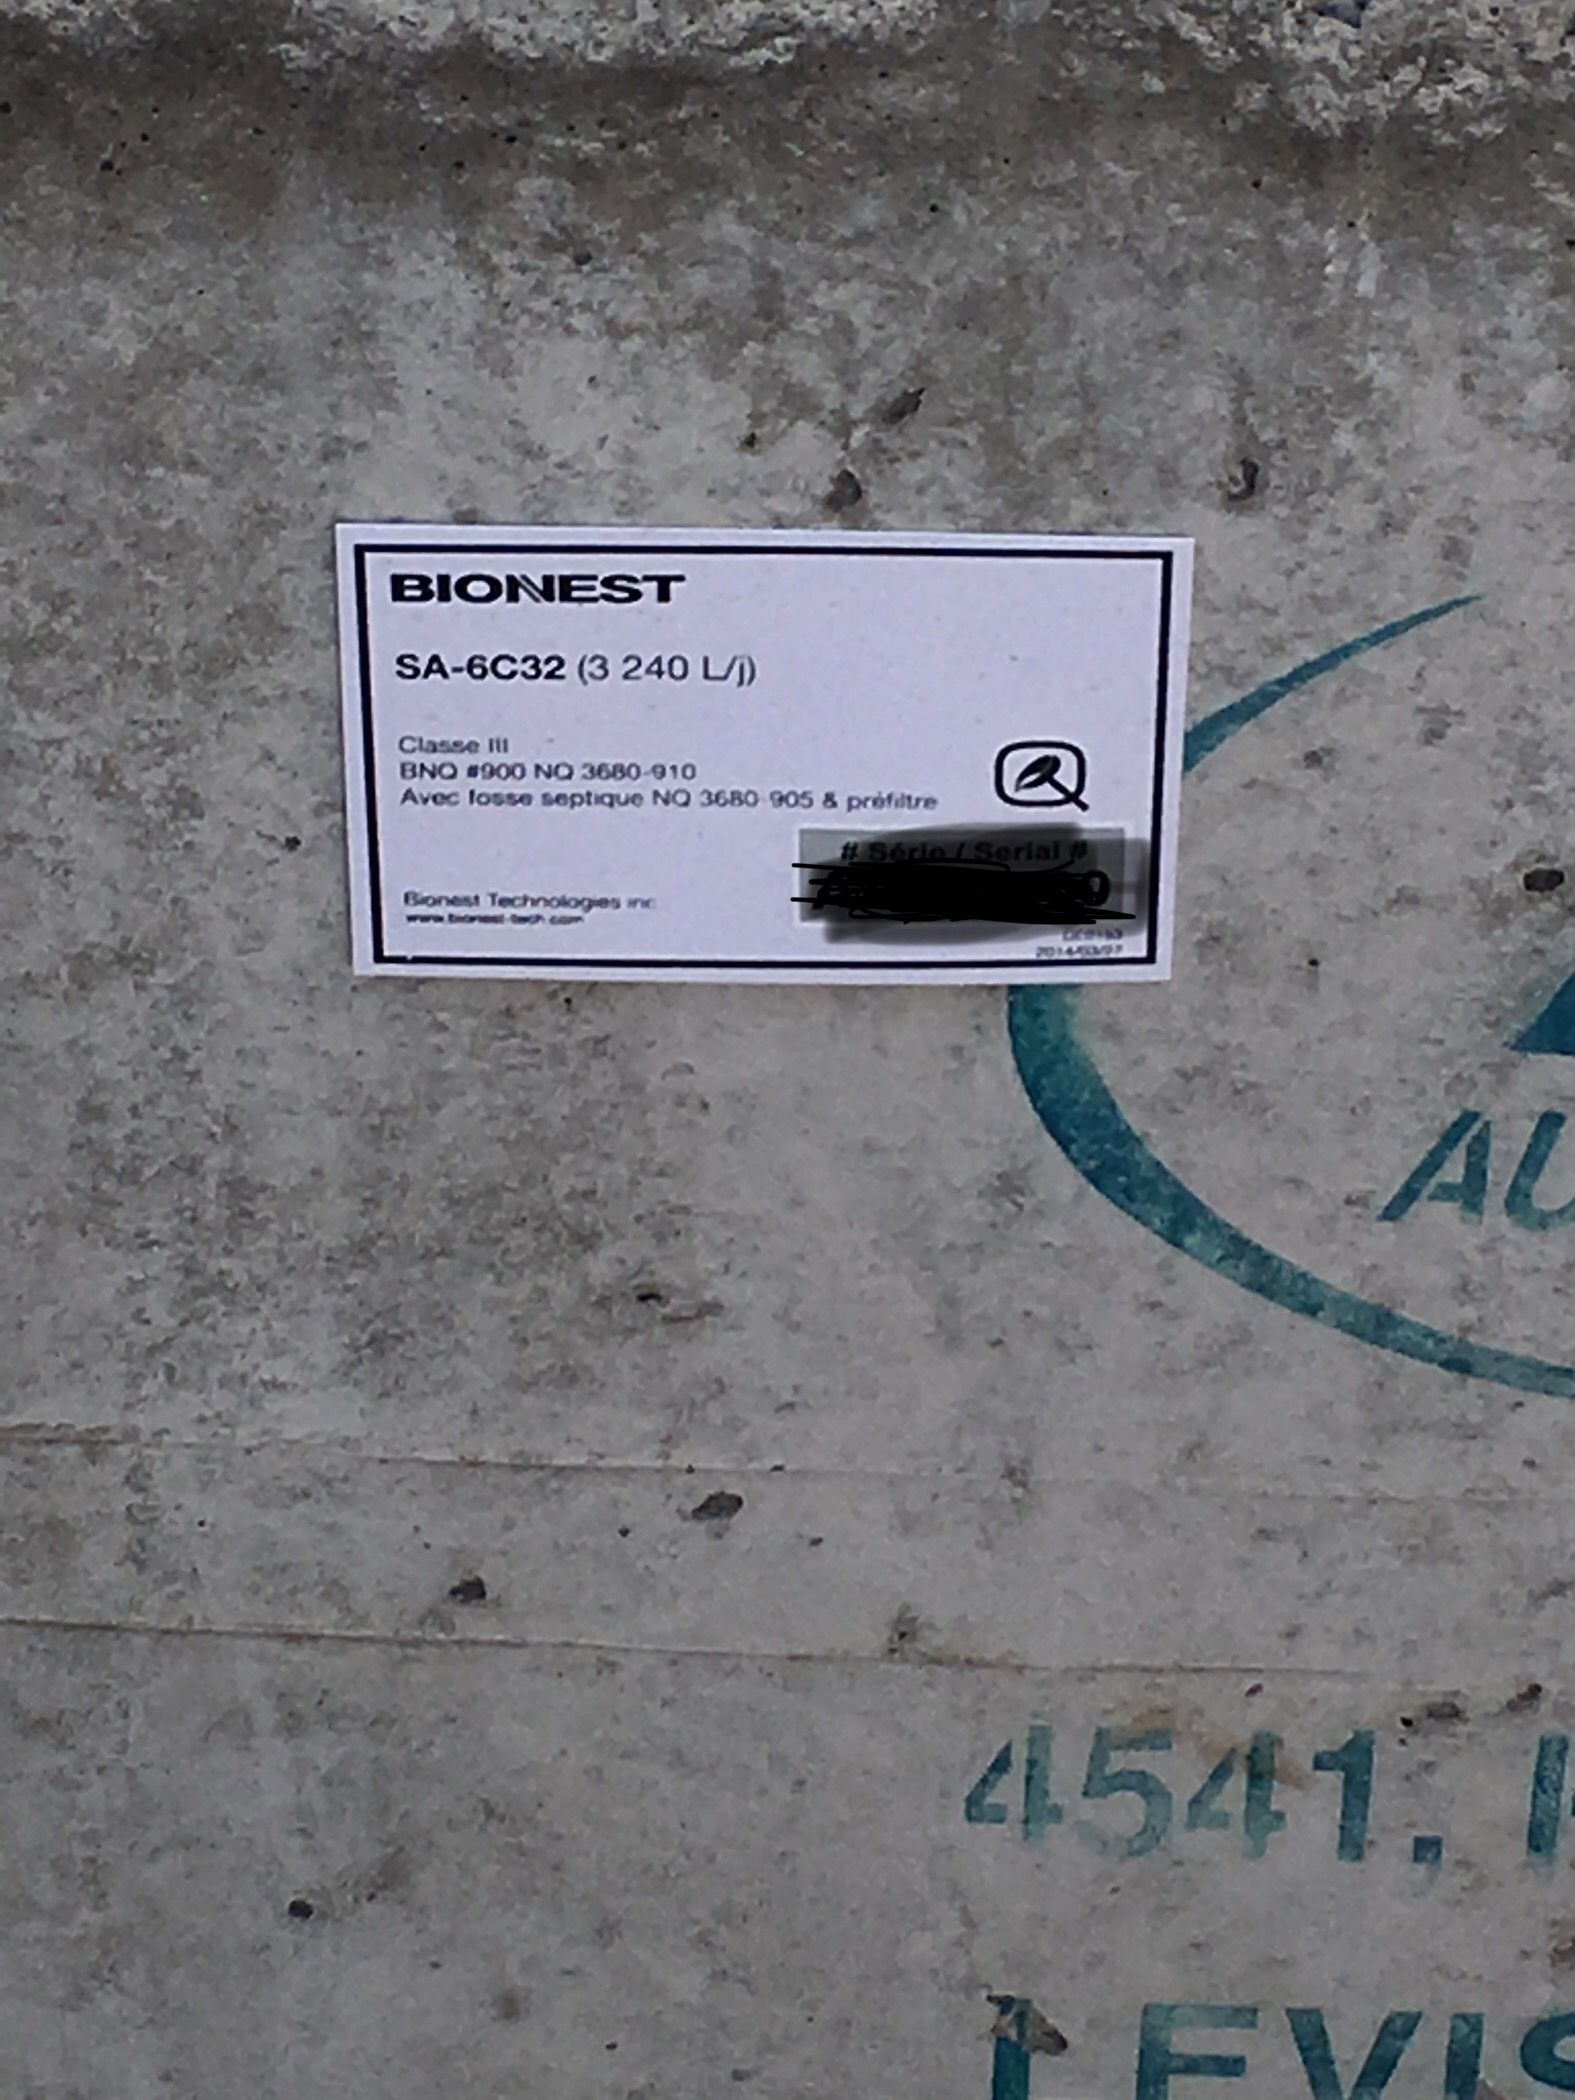 BIONEST
SA-6C32 (3 240 L/j)
Classe III
BNQ #900 NQ 3680-910
Avec fosse septique NQ 3680-905 & préfiltre
# Série / Serial #
Bionest Technologies inc.
www.bionest-tech.com
AU
4541.
LEVIS